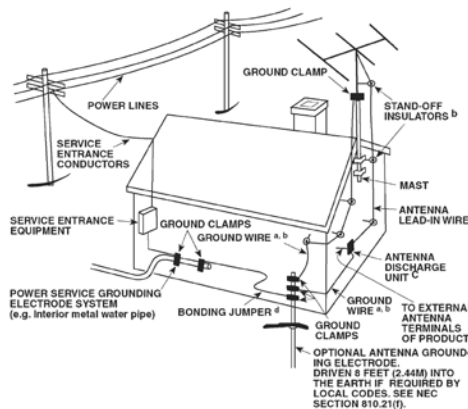 GROUND CLAMP
POWER LINES
STAND-OFF
INSULATORS b
SERVICE
ENTRANCE
CONDUCTORS
MAST
ANTENNA
LEAD-IN WIRE
SERVICE ENTRANCE
EQUIPMENT
GROUND CLAMPS
GROUND WIRE a, b
ANTENNA
DISCHARGE
UNIT C
POWER SERVICE GROUNDING
ELECTRODE SYSTEM
(e.g. Interior metal water pipe)
BONDING JUMPER d
GROUND
WIRE a, b
GROUND
CLAMPS
TO EXTERNA
ANTENNA
TERMINALS
OF PRODUCT
OPTIONAL ANTENNA GROUND-
ING ELECTRODE.
DRIVEN 8 FEET (2.44M) INTO
THE EARTH IF REQUIRED BY
LOCAL CODES. SEE NEC
SECTION 810.21(f).